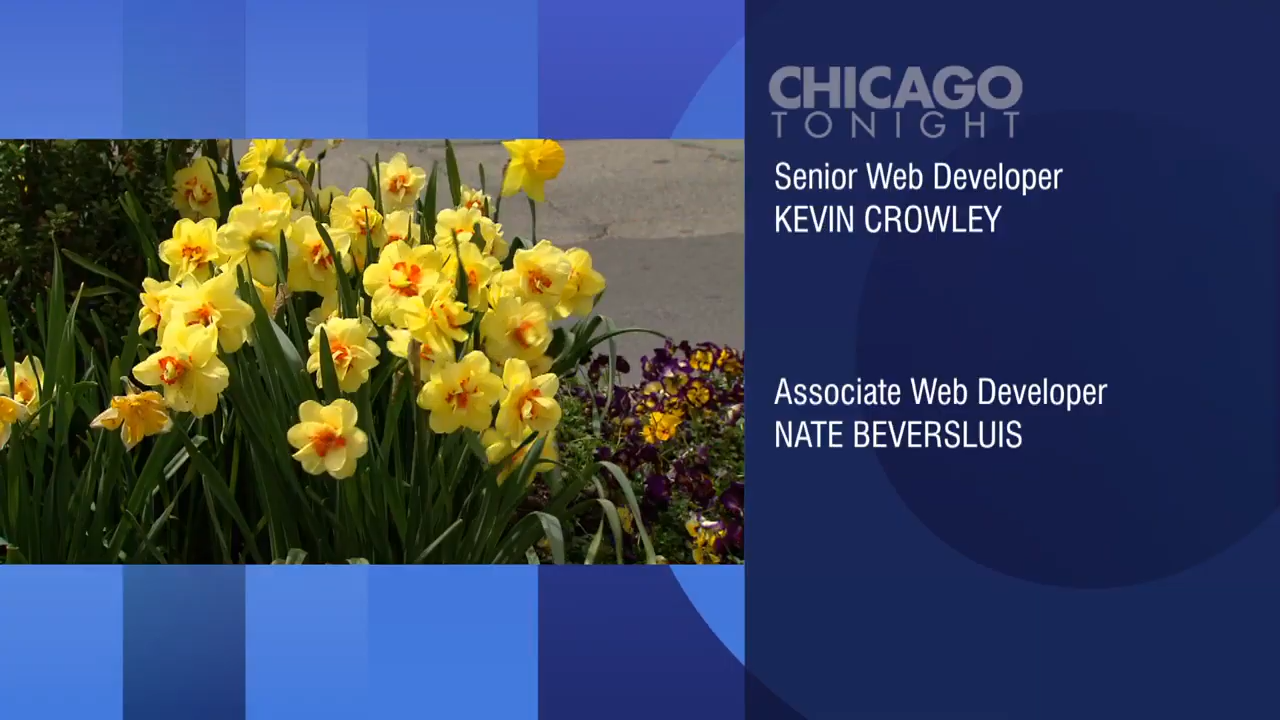 CHICAGO
TONIGHT
Senior Web Developer
KEVIN CROWLEY
Associate Web Developer
NATE BEVERSLUIS